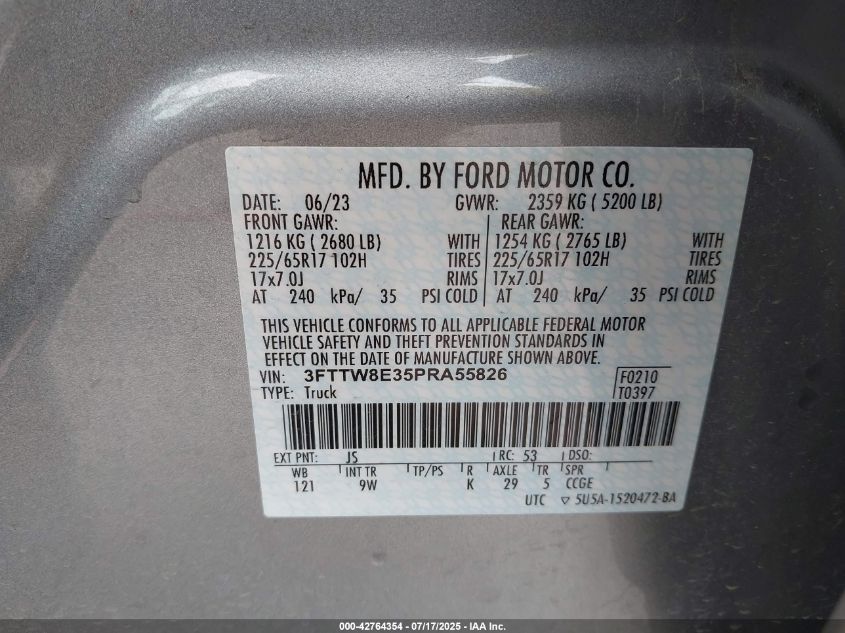 MFD. BY FORD MOTOR CO.
DATE: 06/23 GVWR: 2359 KG ( 5200 LB)
FRONT GAWR: REAR GAWR:
1216 KG ( 2680 LB) WITH 1254 KG ( 2765 LB) WITH
225/65R17 102H TIRES 225/65R17 102H TIRES
17x7.0J RIMS 17x7.0J RIMS
AT 240 kPa/ 35 PSI COLD AT 240 kPa/ 35 PSI COLD
THIS VEHICLE CONFORMS TO ALL APPLICABLE FEDERAL MOTOR
VEHICLE SAFETY AND THEFT PREVENTION STANDARDS IN
EFFECT ON THE DATE OF MANUFACTURE SHOWN ABOVE.
VIN: 3FTTW8E35PRA55826 F0210
TYPE: Truck T0397
EXT PNT: JS RC: 53 DSO:
WB INT TR TP/PS R AXLE TR SPR
121 9W K 29 5 CCGE
UTC ▽ 5U5A-1520472-BA
000-42764354 / 07/17/2025 - IAA Inc.